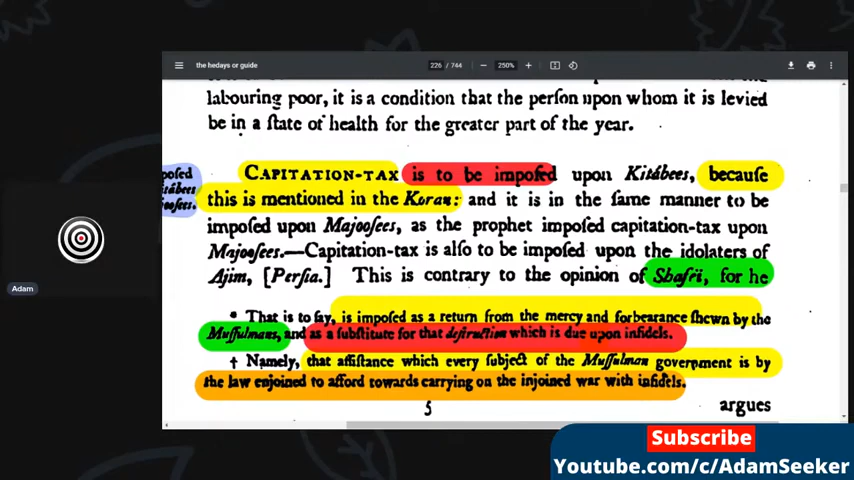 the hedays or guide
226 / 744
250%
labouring poor, it is a condition that the perſon upon whom it is levied
be in a ſtate of health for the greater part of the year.
CAPITATION-TAX is to be impoſed upon Kitâbees, becauſe
this is mentioned in the Koran: and it is in the ſame manner to be
impoſed upon Majooſees, as the prophet impoſed capitation-tax upon
Majooſees.—Capitation-tax is alſo to be impoſed upon the idolaters of
Ajim, [Perſia.] This is contrary to the opinion of Shafeï, for he
* That is to ſay, is impoſed as a return from the mercy and forbearance ſhewn by the
Muſſulmans, and as a ſubſtitute for that deſtruction which is due upon infidels.
† Namely, that aſſiſtance which every ſubject of the Muſſulman government is by
the law enjoined to afford towards carrying on the injoined war with infidels.
5 argues
Adam
Subscribe
Youtube.com/c/AdamSeeker